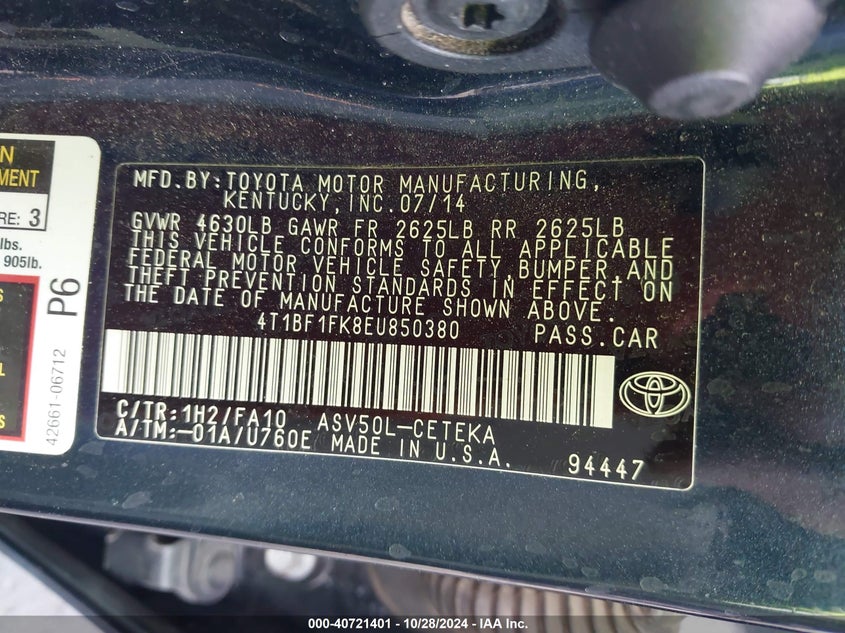 N
MENT
RE: 3
lbs.
905lb.
P6
42661-06712
MFD.BY:TOYOTA MOTOR MANUFACTURING,
KENTUCKY, INC. 07/14
GVWR 4630LB GAWR FR 2625LB RR 2625LB
THIS VEHICLE CONFORMS TO ALL APPLICABLE
FEDERAL MOTOR VEHICLE SAFETY, BUMPER, AND
THEFT PREVENTION STANDARDS IN EFFECT ON
THE DATE OF MANUFACTURE SHOWN ABOVE.
4T1BF1FK8EU850380 PASS.CAR
C/TR:1H2/FA10 ASV50L-CETEKA
A/TM:-01A/U760E MADE IN U.S.A. 94447
000-40721401 | 10/28/2024 | IAA Inc.